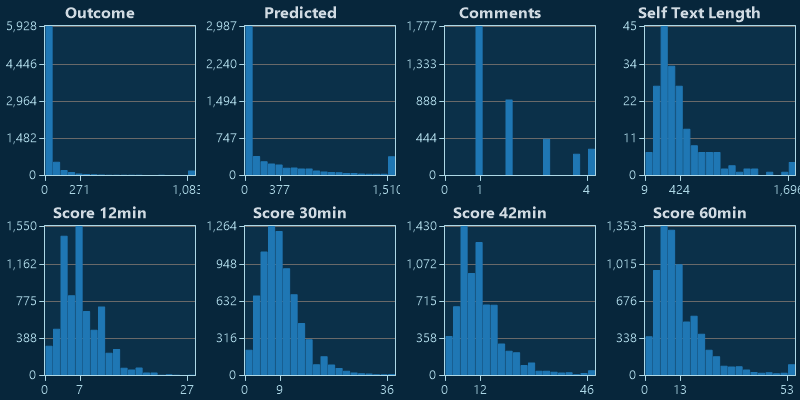 Outcome
5,928
4,446
2,964
1,482
0
0 271 1,083
Predicted
2,987
2,240
1,494
747
0
0 377 1,510
Comments
1,777
1,333
888
444
0
0 1 4
Self Text Length
45
34
22
11
0
9 424 1,696
Score 12min
1,550
1,162
775
388
0
0 7 27
Score 30min
1,264
948
632
316
0
0 9 36
Score 42min
1,430
1,072
715
358
0
0 12 46
Score 60min
1,353
1,015
676
338
0
0 13 53